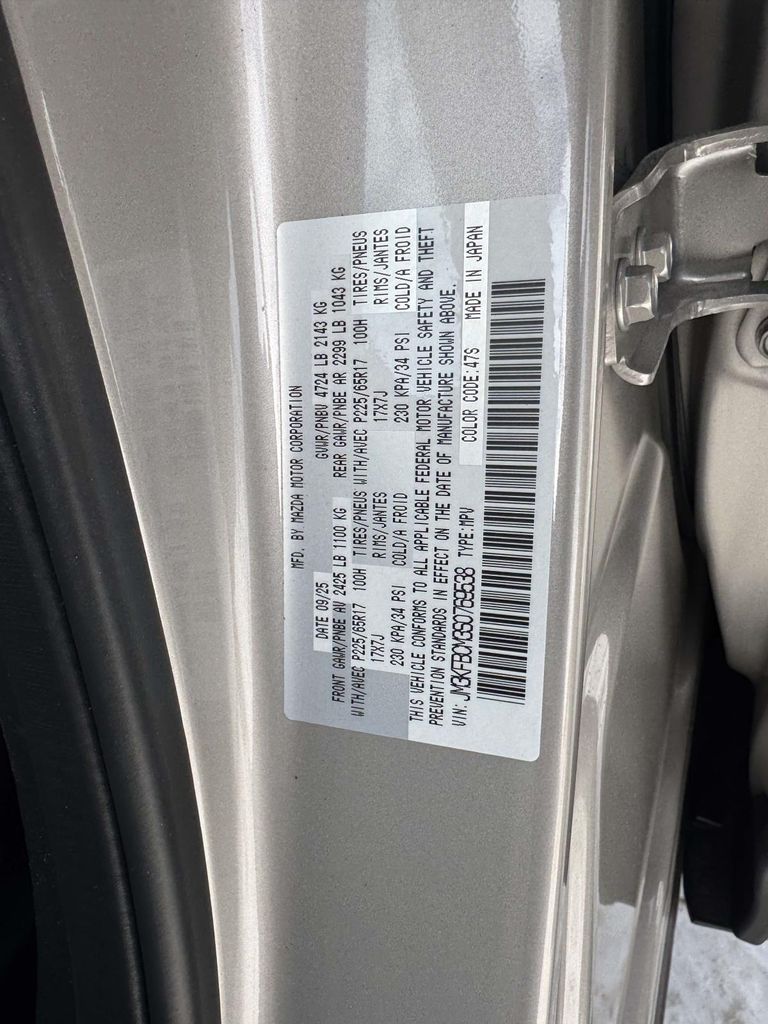 MFD. BY MAZDA MOTOR CORPORATION
DATE 09/25 GVWR/PNBV 4724 LB 2143 KG
FRONT GAWR/PNBE AV 2425 LB 1100 KG REAR GAWR/PNBE AR 2299 LB 1043 KG
WITH/AVEC P225/65R17 100H TIRES/PNEUS WITH/AVEC P225/65R17 100H TIRES/PNEUS
17X7J RIMS/JANTES 17X7J RIMS/JANTES
230 KPA/34 PSI COLD/A FROID 230 KPA/34 PSI COLD/A FROID
THIS VEHICLE CONFORMS TO ALL APPLICABLE FEDERAL MOTOR VEHICLE SAFETY AND THEFT
PREVENTION STANDARDS IN EFFECT ON THE DATE OF MANUFACTURE SHOWN ABOVE.
VIN: JM3KFBCM3S0769538 TYPE:MPV COLOR CODE:47S MADE IN JAPAN